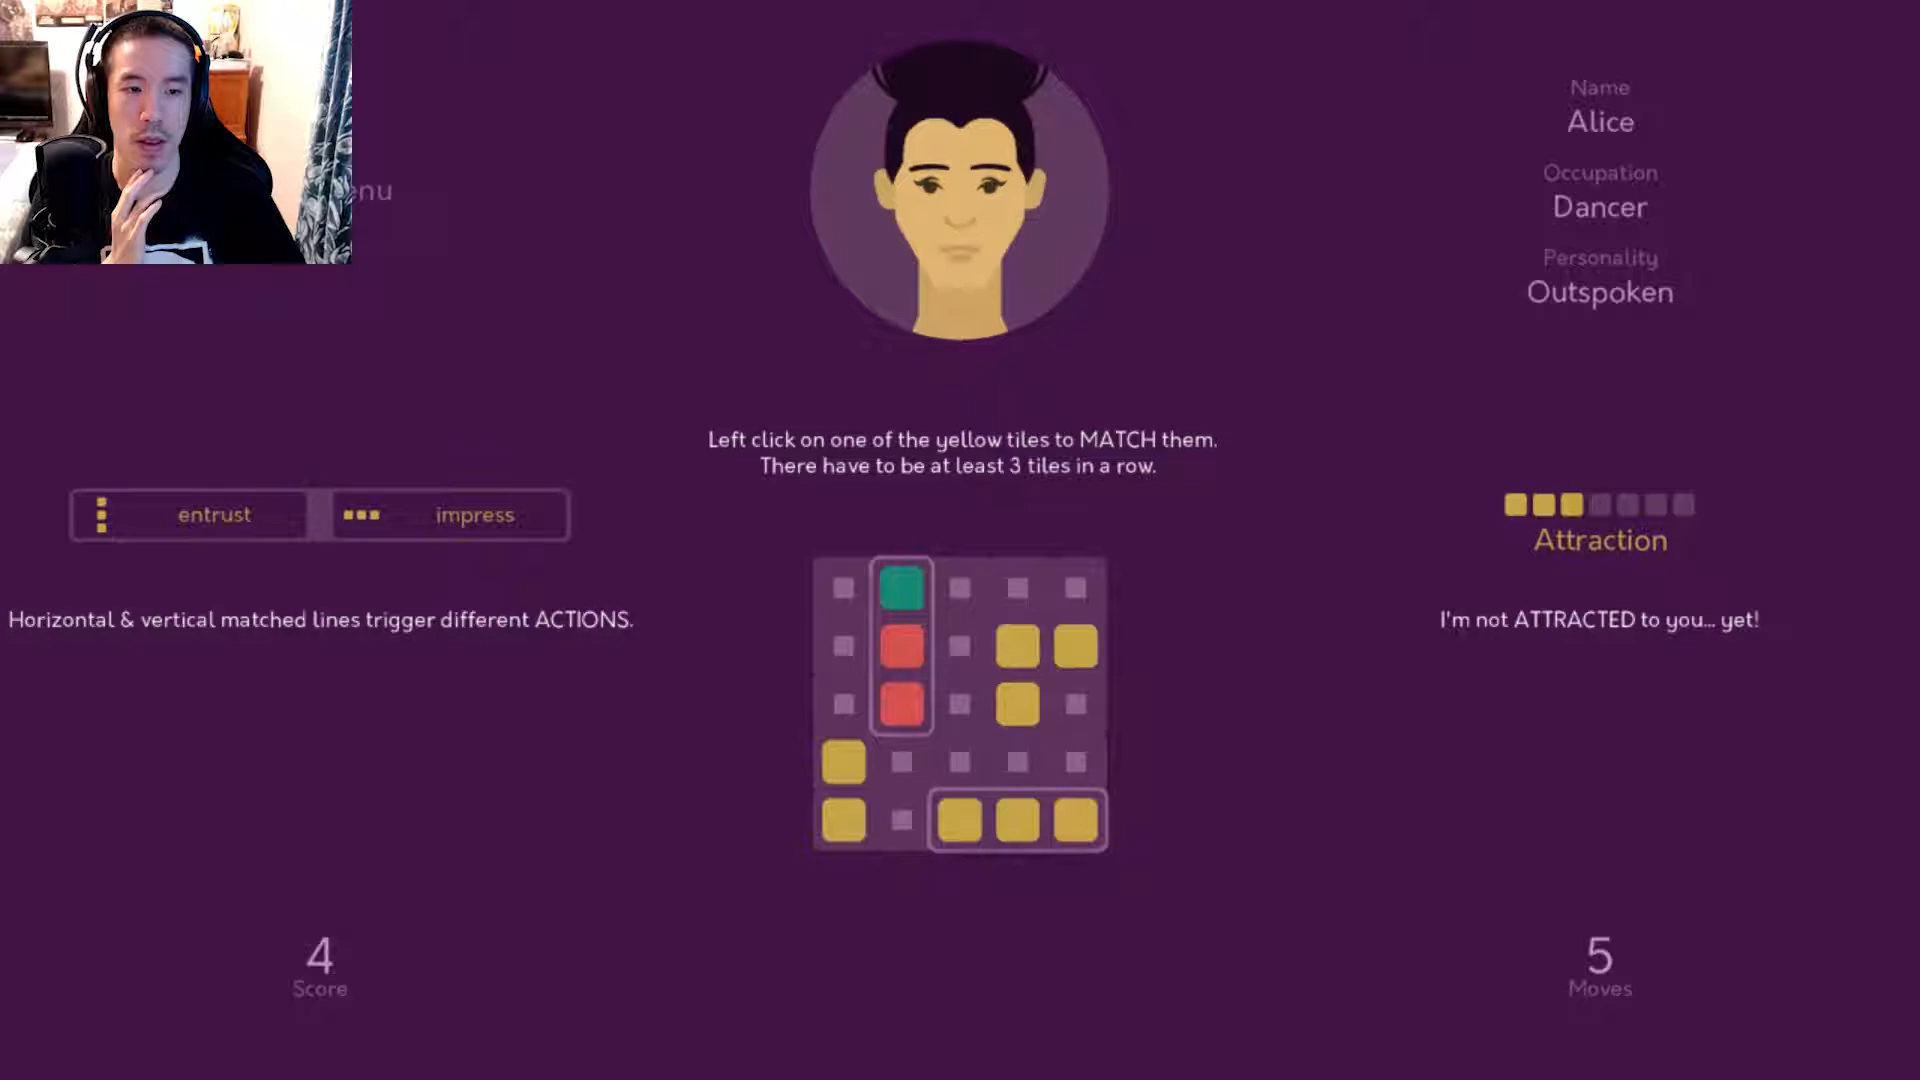 enu
Name
Alice
Occupation
Dancer
Personality
Outspoken
Left click on one of the yellow tiles to MATCH them.
There have to be at least 3 tiles in a row.
entrust
impress
Attraction
Horizontal & vertical matched lines trigger different ACTIONS.
I'm not ATTRACTED to you... yet!
4
Score
5
Moves